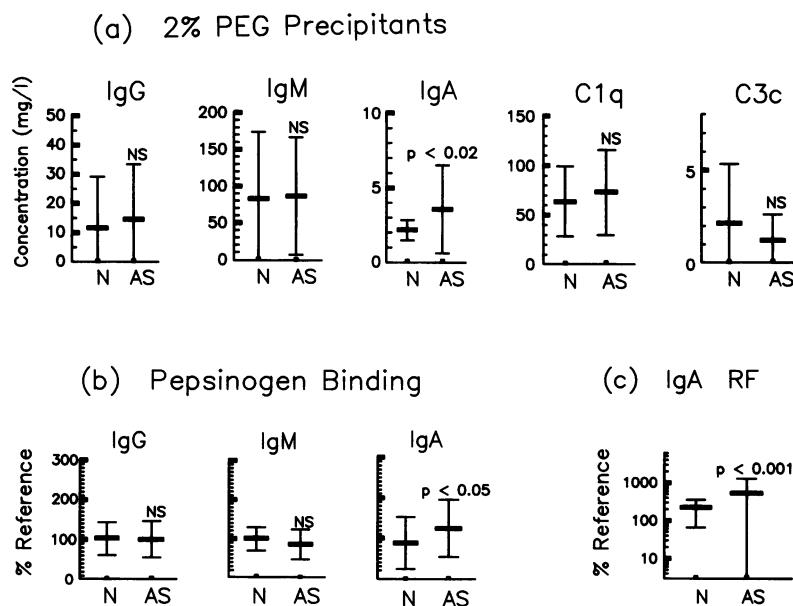 (a) 2% PEG Precipitants
IgG
IgM
IgA
C1q
C3c
Concentration (mg/l)
50
40
30
20
10
0
NS
N AS
200
150
100
50
0
NS
N AS
10
5
0
p < 0.02
N AS
150
100
50
0
NS
N AS
5
0
NS
N AS
(b) Pepsinogen Binding
IgG
IgM
IgA
% Reference
300
200
100
0
NS
N AS
NS
N AS
p < 0.05
N AS
(c) IgA RF
% Reference
1000
100
10
p < 0.001
N AS